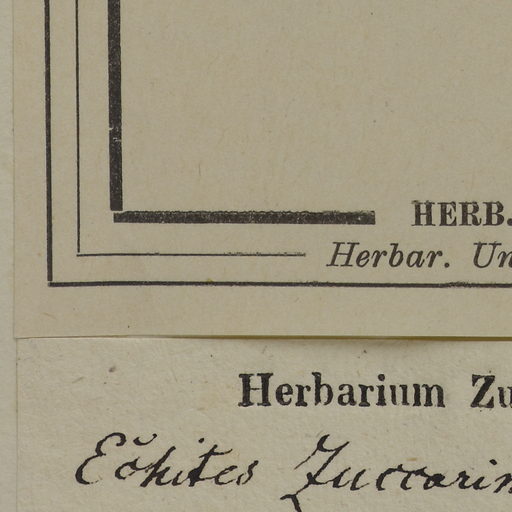 HERB.
Herbar. Un
Herbarium Zu
Echites Zuccarin